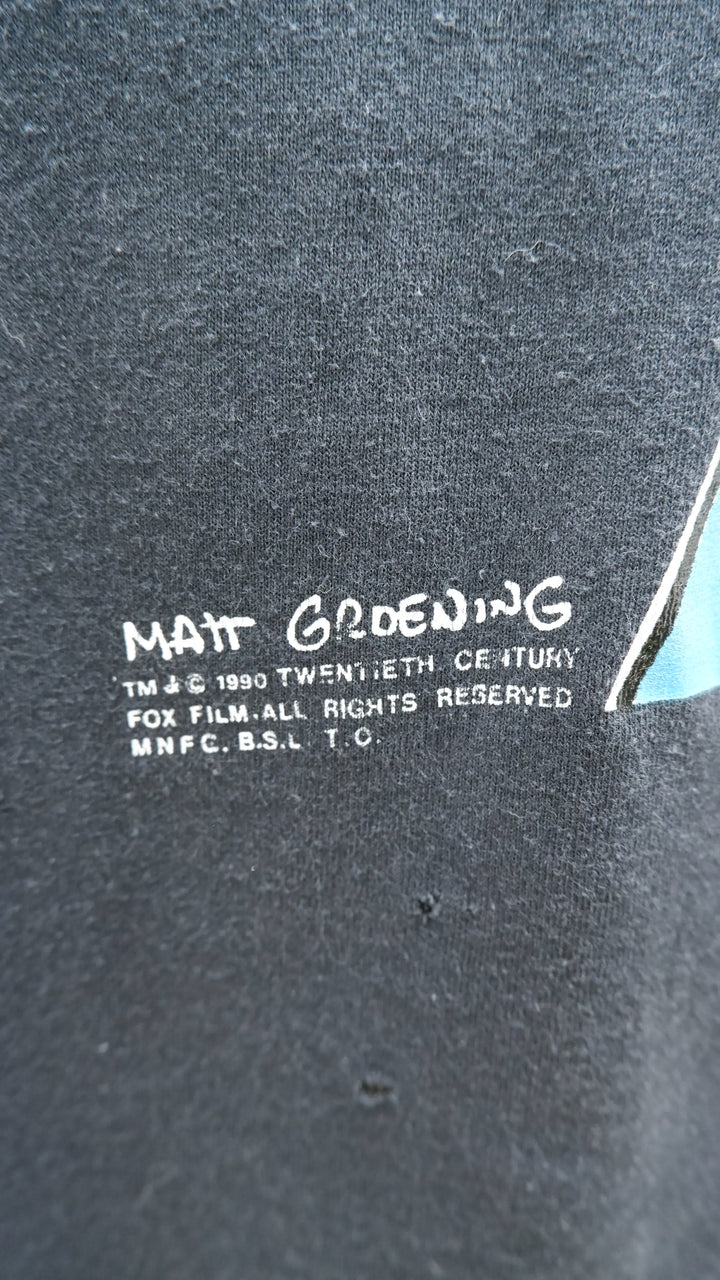 MATT GROENING
TM & © 1990 TWENTIETH CENTURY
FOX FILM. ALL RIGHTS RESERVED
MNFC. B.S.L. T.O.